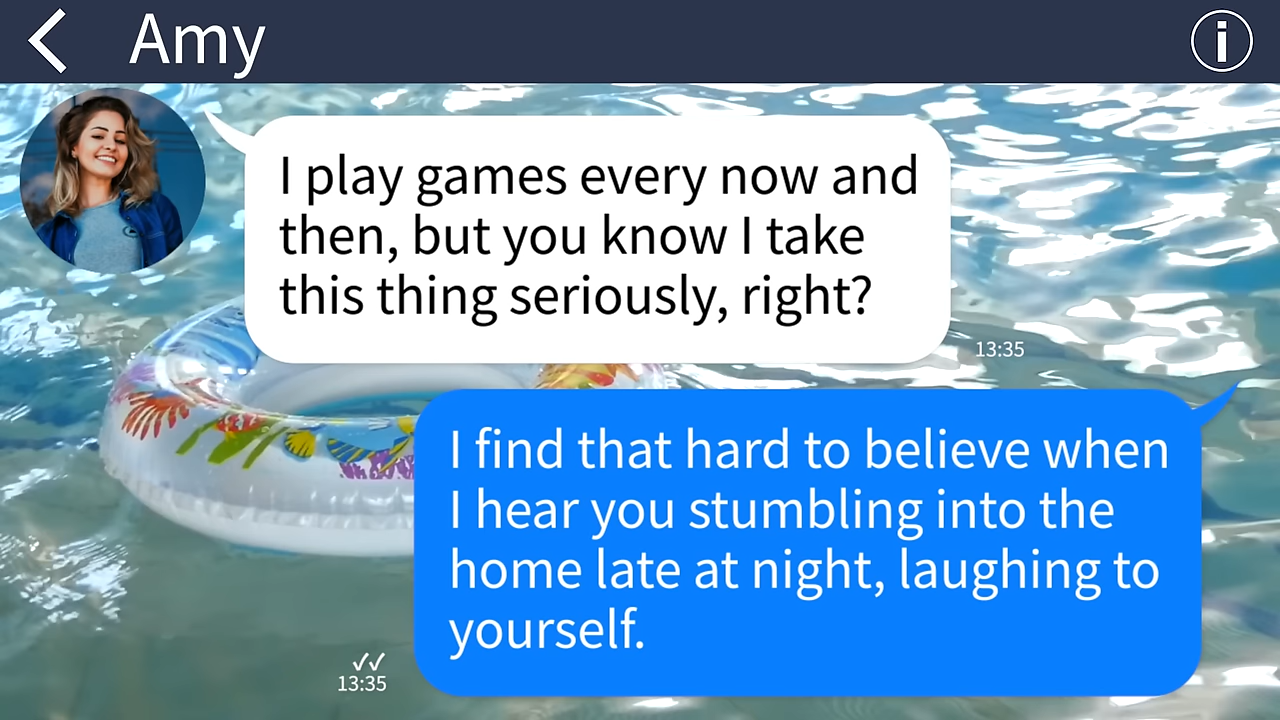 Amy
I play games every now and
then, but you know I take
this thing seriously, right?
13:35
I find that hard to believe when
I hear you stumbling into the
home late at night, laughing to
yourself.
13:35